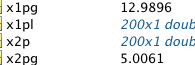 x1pg 12.9896
x1pl 200x1 doub
x2p 200x1 doub
x2pg 5.0061